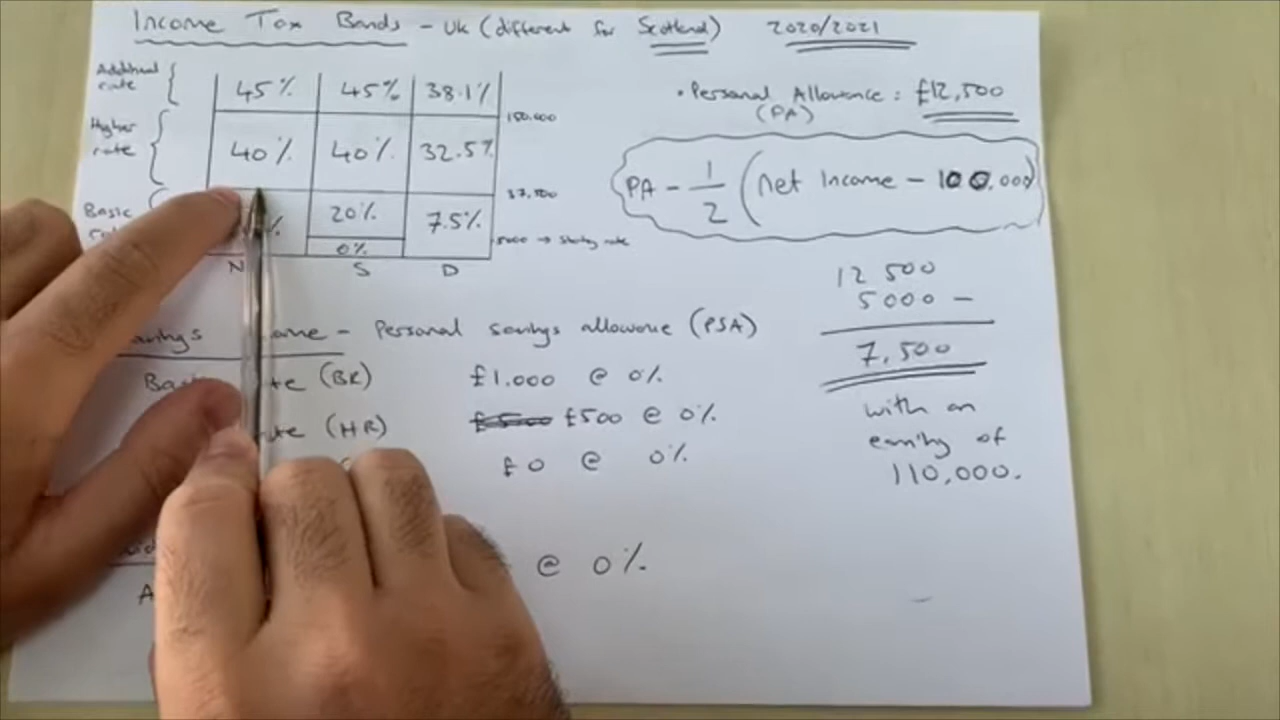 Income Tax Bands - UK (different for Scotland) 2020/2021
Additional rate { 45% 45% 38.1%
150.000
Higher rate { 40% 40% 32.5%
37,500
Basic % 20% 7.5%
5000 → Starting rate
0%
N S D
• Personal Allowance : £12,500
(PA)
PA - 1/2 (Net Income - 100,000)
12 500
5000 -
7,500
with an
earning of
110,000.
- Personal savings allowance (PSA)
(BR) £1.000 @ 0%
(HR) £500 @ 0%
£0 @ 0%
@ 0%